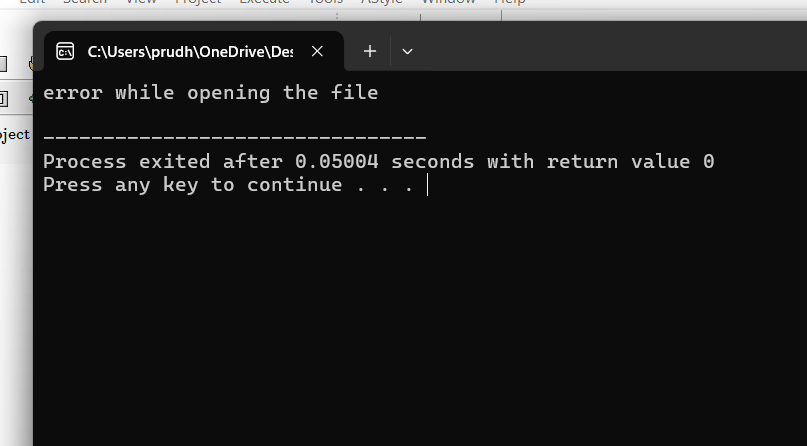 Edit Search View Project Execute Tools AStyle Window Help
C:\Users\prudh\OneDrive\Des
error while opening the file
oject
--------------------------------
Process exited after 0.05004 seconds with return value 0
Press any key to continue . . .